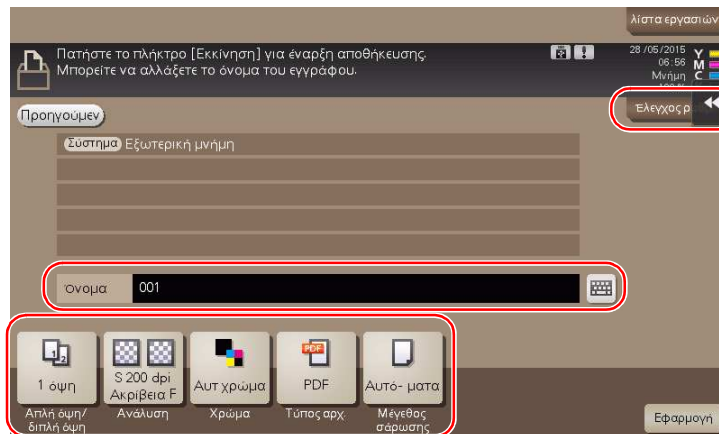 λίστα εργασιών
Πατήστε το πλήκτρο [Εκκίνηση] για έναρξη αποθήκευσης.
Μπορείτε να αλλάξετε το όνομα του εγγράφου.
28 /05/2015
06:56
Μνήμη
Y
M
C
Έλεγχος ρ
Προηγούμεν
Σύστημα Εξωτερική μνήμη
Όνομα 001
1 όψη
S 200 dpi
Ακρίβεια F
Αυτ χρώμα
PDF
PDF
Αυτό- ματα
Απλή όψη/
διπλή όψη
Ανάλυση
Χρώμα
Τύπος αρχ.
Μέγεθος
σάρωσης
Εφαρμογή